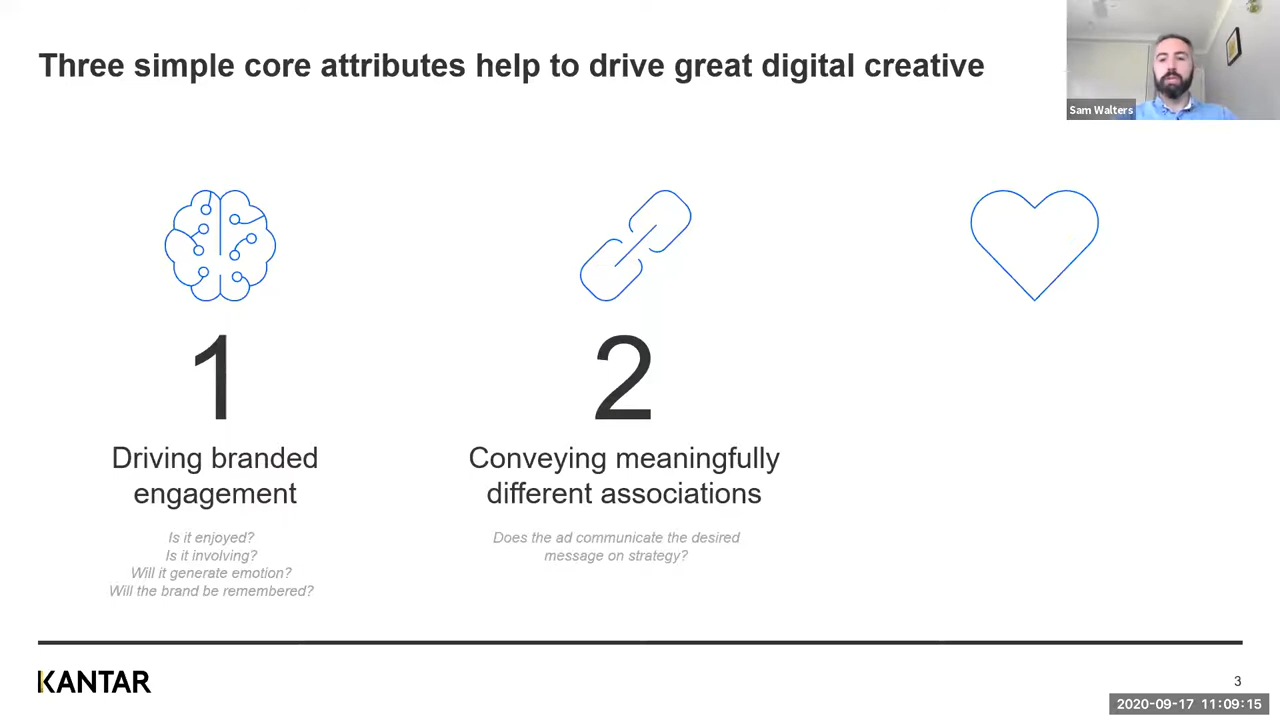 Three simple core attributes help to drive great digital creative
Sam Walters
1
Driving branded
engagement
Is it enjoyed?
Is it involving?
Will it generate emotion?
Will the brand be remembered?
2
Conveying meaningfully
different associations
Does the ad communicate the desired
message on strategy?
KANTAR
3
2020-09-17 11:09:15